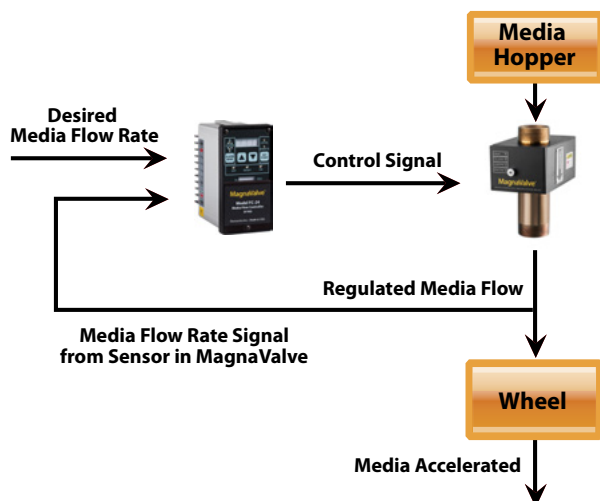 Media
Hopper
Desired
Media Flow Rate
Control Signal
MagnaValve
MagnaValve
Regulated Media Flow
Media Flow Rate Signal
from Sensor in MagnaValve
Wheel
Media Accelerated